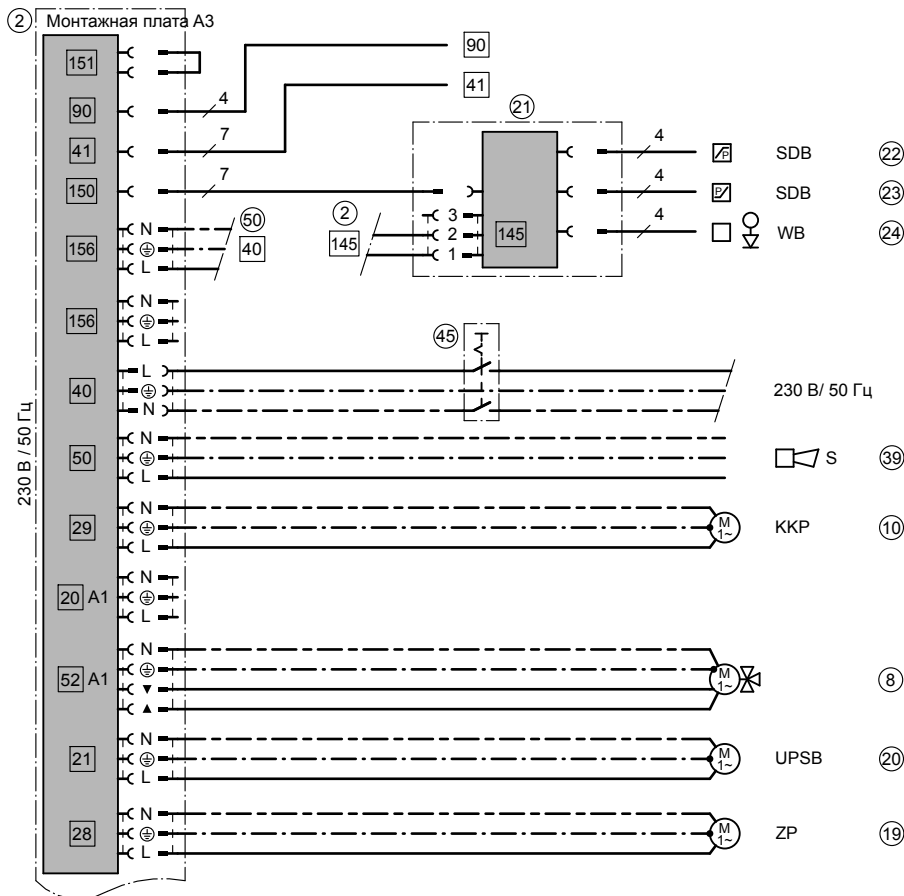 2 Монтажная плата A3
151
90
90 4
41
41 7
21
4 SDB 22
150 7
4 SDB 23
4 WB 24
2
145
3
2
1
145
50
40
156 N
L
156 N
L
45
40 L
N
230 В/ 50 Гц
230 В / 50 Гц
50 N
L
S 39
29 N
L
M
1~
KKP 10
20 A1 N
L
52 A1 N
▼
▲
M
1~
8
21 N
L
M
1~
UPSB 20
28 N
L
M
1~
ZP 19
P
P